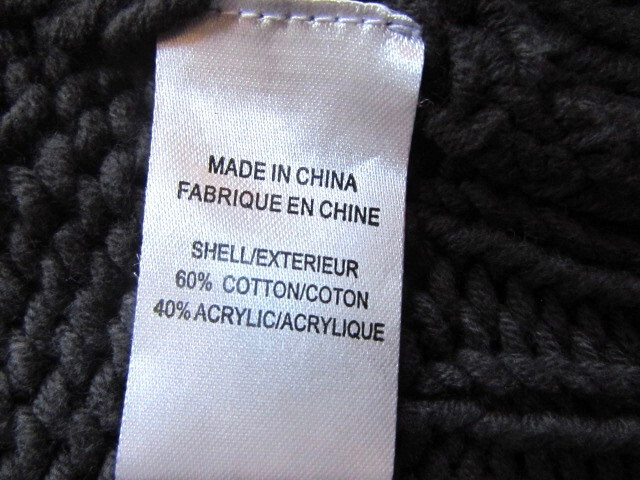 MADE IN CHINA
FABRIQUE EN CHINE
SHELL/EXTERIEUR
60% COTTON/COTON
40% ACRYLIC/ACRYLIQUE